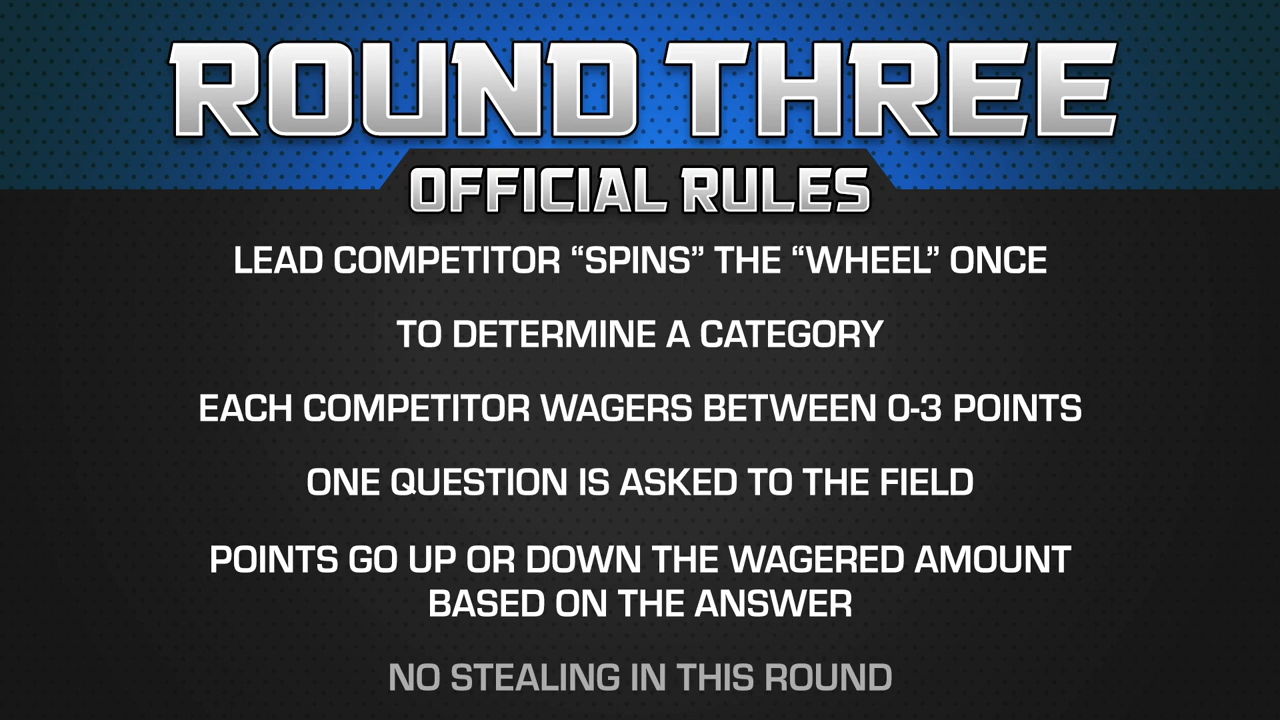 ROUND THREE
OFFICIAL RULES
LEAD COMPETITOR “SPINS” THE “WHEEL” ONCE
TO DETERMINE A CATEGORY
EACH COMPETITOR WAGERS BETWEEN 0-3 POINTS
ONE QUESTION IS ASKED TO THE FIELD
POINTS GO UP OR DOWN THE WAGERED AMOUNT
BASED ON THE ANSWER
NO STEALING IN THIS ROUND